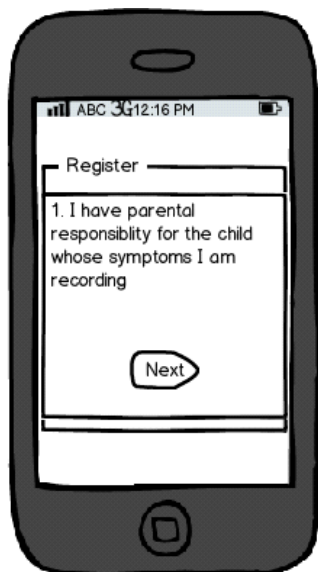 ABC 3G 12:16 PM
Register
1. I have parental
responsiblity for the child
whose symptoms I am
recording
Next